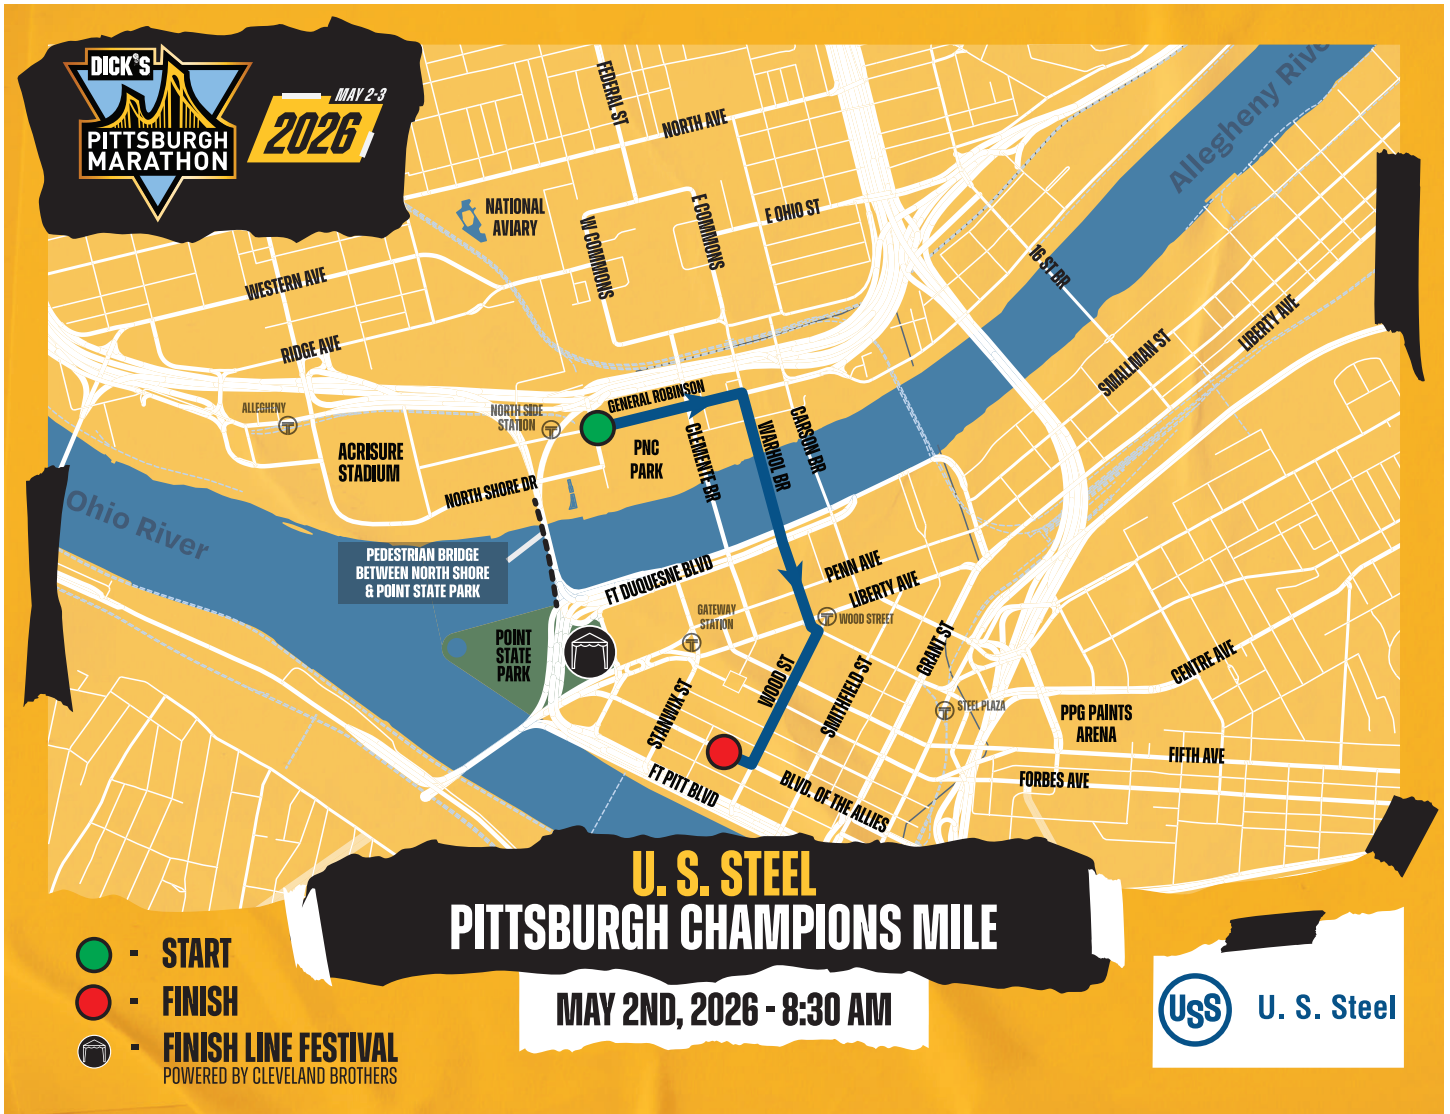 DICK'S
PITTSBURGH
MARATHON
MAY 2-3
2026
Allegheny River
FEDERAL ST
NORTH AVE
NATIONAL
AVIARY
W COMMONS
E COMMONS
E OHIO ST
16 ST BR
WESTERN AVE
RIDGE AVE
SMALLMAN ST
LIBERTY AVE
ALLEGHENY
T
NORTH SIDE
STATION
T
GENERAL ROBINSON
ACRISURE
STADIUM
PNC
PARK
CLEMENTE BR
WARHOL BR
CARSON BR
NORTH SHORE DR
Ohio River
PEDESTRIAN BRIDGE
BETWEEN NORTH SHORE
& POINT STATE PARK
FT DUQUESNE BLVD
PENN AVE
LIBERTY AVE
GATEWAY
STATION
T
T
WOOD STREET
POINT
STATE
PARK
STANWIX ST
WOOD ST
SMITHFIELD ST
GRANT ST
CENTRE AVE
T
STEEL PLAZA
PPG PAINTS
ARENA
FIFTH AVE
FORBES AVE
FT PITT BLVD
BLVD. OF THE ALLIES
U. S. STEEL
PITTSBURGH CHAMPIONS MILE
MAY 2ND, 2026 - 8:30 AM
- START
- FINISH
- FINISH LINE FESTIVAL
POWERED BY CLEVELAND BROTHERS
USS
U. S. Steel